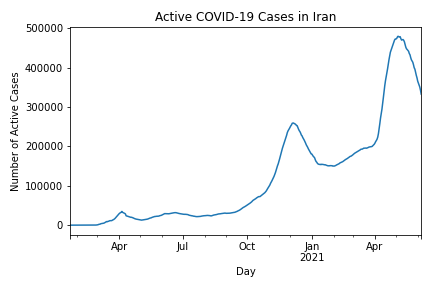 Active COVID-19 Cases in Iran
500000
400000
300000
200000
100000
0
Number of Active Cases
Apr
Jul
Oct
Jan
2021
Apr
Day